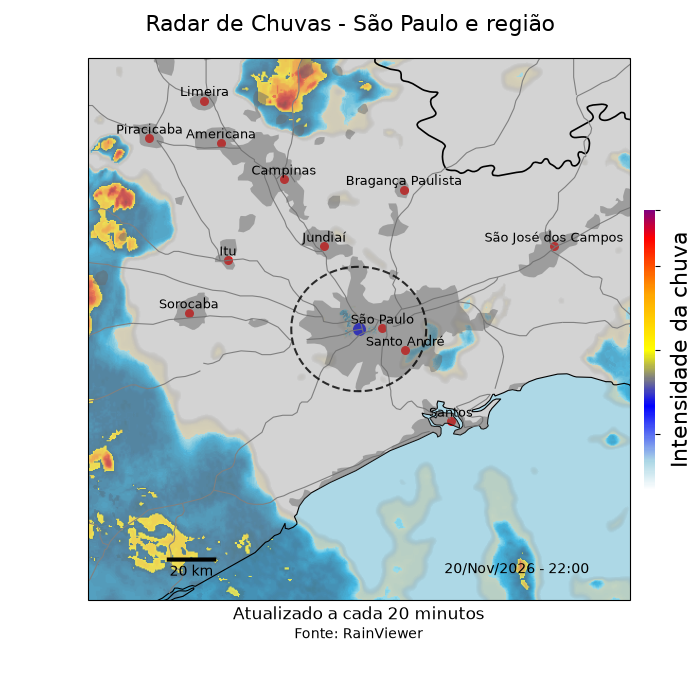 Radar de Chuvas - São Paulo e região
Limeira
Piracicaba
Americana
Campinas
Bragança Paulista
Jundiaí
São José dos Campos
Itu
Sorocaba
São Paulo
Santo André
Santos
Intensidade da chuva
20/Nov/2026 - 22:00
20 km
Atualizado a cada 20 minutos
Fonte: RainViewer